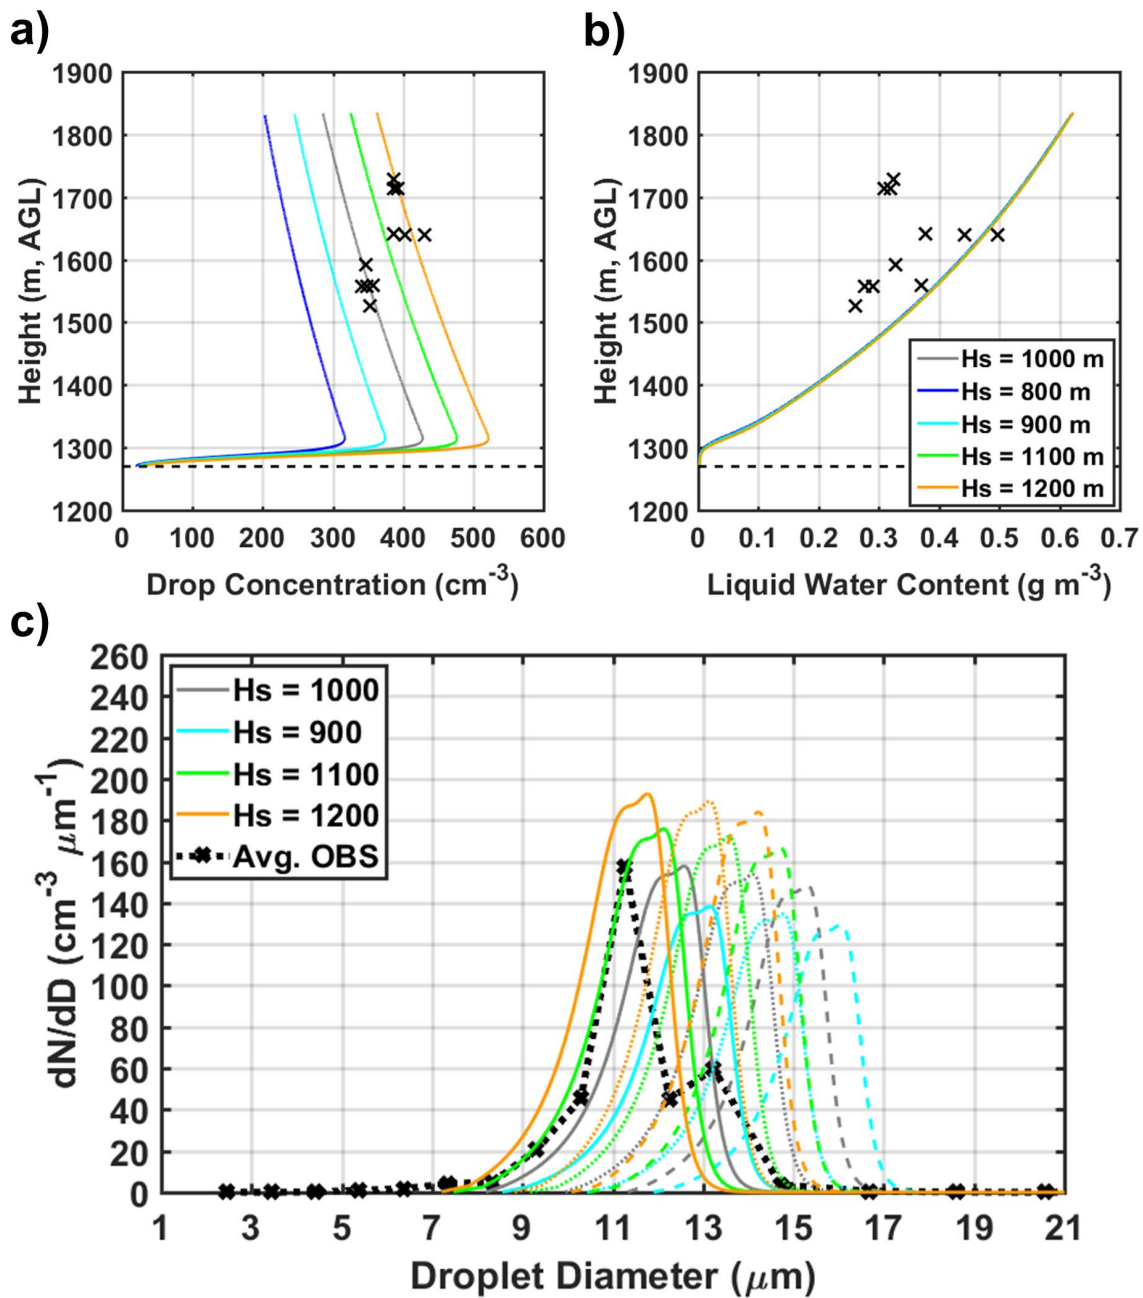 a)
1900
1800
1700
1600
1500
1400
1300
1200
Height (m, AGL)
0 100 200 300 400 500 600
Drop Concentration (cm-3)
b)
1900
1800
1700
1600
1500
1400
1300
1200
Height (m, AGL)
Hs = 1000 m
Hs = 800 m
Hs = 900 m
Hs = 1100 m
Hs = 1200 m
0 0.1 0.2 0.3 0.4 0.5 0.6 0.7
Liquid Water Content (g m-3)
c)
260
240
220
200
180
160
140
120
100
80
60
40
20
0
dN/dD (cm-3 μm-1)
Hs = 1000
Hs = 900
Hs = 1100
Hs = 1200
Avg. OBS
1 3 5 7 9 11 13 15 17 19 21
Droplet Diameter (μm)